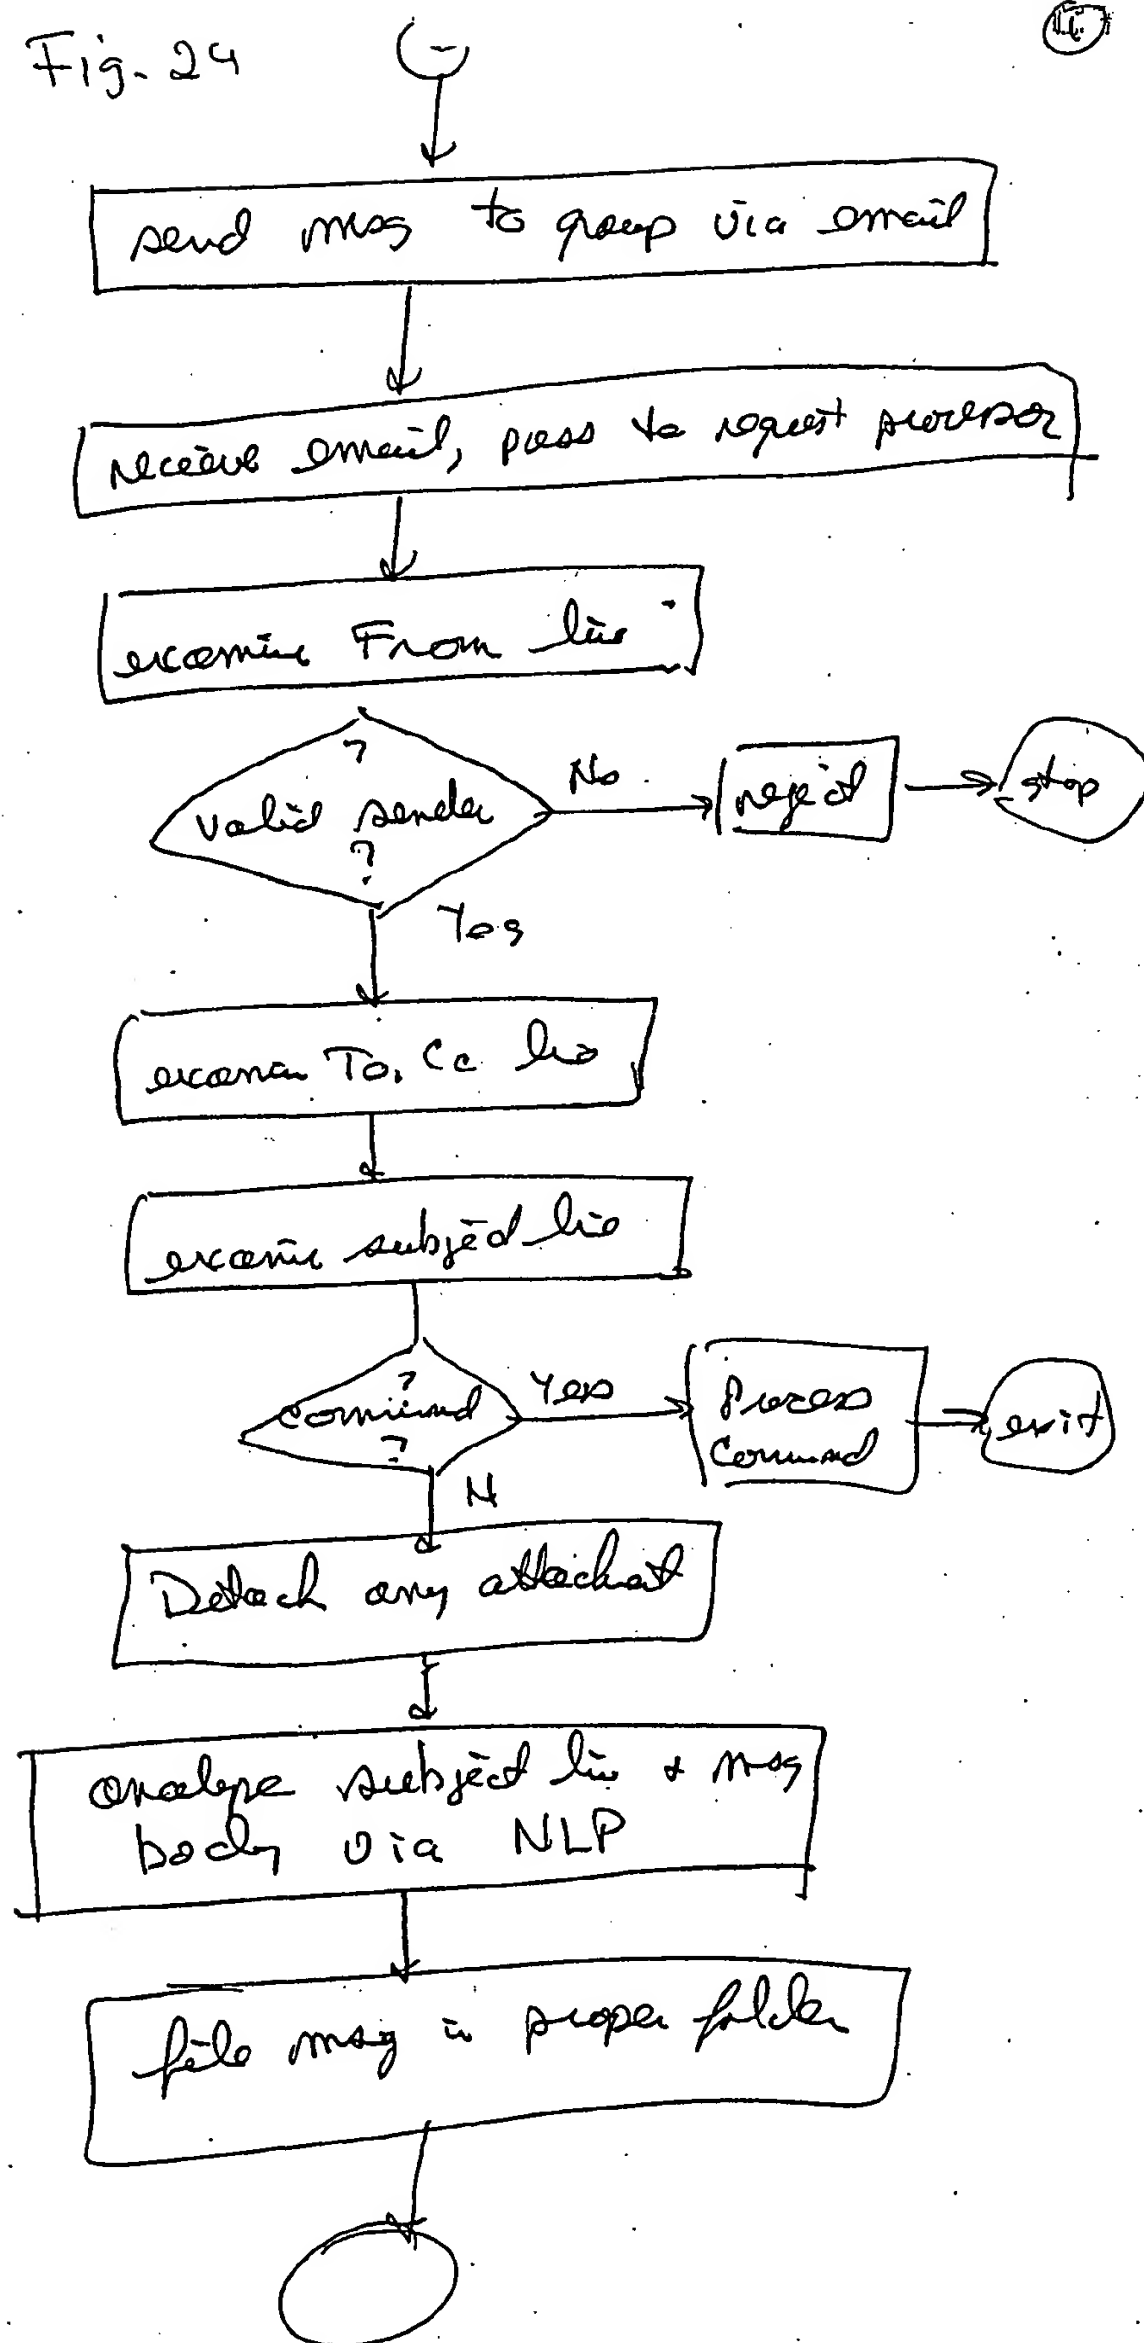 Fig. 24
send msg to group via email
receive email, pass to request processor
examine From line
?
valid sender
?
No
reject
stop
Yes
examine To, Cc line
examine subject line
?
command
?
Yes
Process
Command
exit
N
Detach any attachment
analyze subject line + msg
body via NLP
file msg in proper folder